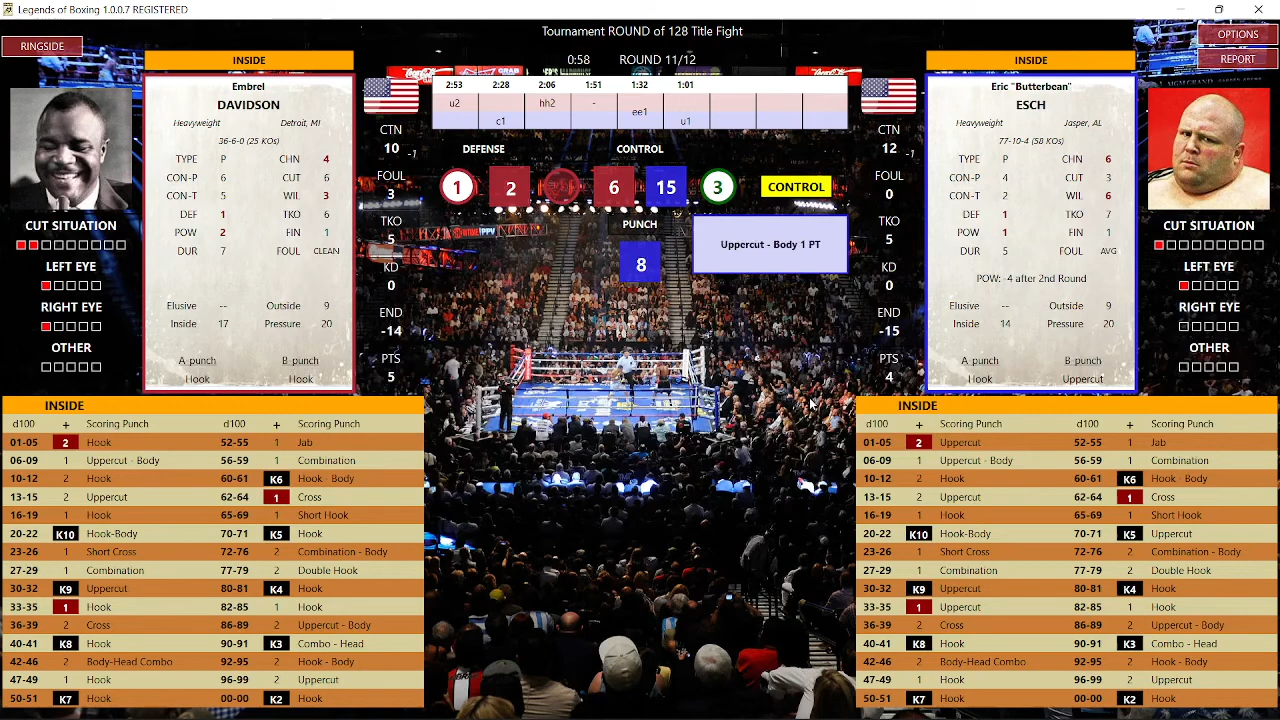 Legends of Boxing 1.0.0.7 REGISTERED
Tournament ROUND of 128 Title Fight
RINGSIDE
OPTIONS
REPORT
0:58 ROUND 11/12
INSIDE
Embrel
DAVIDSON
Heavyweight Detroit, MI
36-6-0 (25 KOs)
TYPE P CHN 4
CON-P 6 CUT 6
CON-T 5 WIL 3
DEF 6 KO 5
POW 2 FIN 1
DUR FOUL CLEAN
Elusive -- Outside 9
Inside 17 Pressure 20
A punch B punch
Hook Hook
CUT SITUATION
LEFT EYE
RIGHT EYE
OTHER
CTN
10 -1
FOUL
3
TKO
5
KD
0
END
-14
PTS
5
2:53 2:28 2:06 1:51 1:32 1:01
u2 hh2 -
c1 ee1 u1
DEFENSE CONTROL
1 2 6 15 3 CONTROL
PUNCH
8
Uppercut - Body 1 PT
CTN
12 -1
FOUL
0
TKO
5
KD
0
END
-15
PTS
4
INSIDE
Eric "Butterbean"
ESCH
Heavyweight Jasper, AL
77-10-4 (58 KOs)
TYPE P CHN 6
CON-P 4 CUT 3
CON-T 2 WIL 6
DEF 1
POW 1 FIN
DUR FOUL AVG
POW: -4 after 2nd Round
Elusive -- Outside 9
Inside 14 Pressure 20
A punch B punch
Hook Uppercut
CUT SITUATION
LEFT EYE
RIGHT EYE
OTHER
INSIDE
d100 + Scoring Punch d100 + Scoring Punch
01-05 2 Hook 52-55 1 Jab
06-09 1 Uppercut - Body 56-59 1 Combination
10-12 2 Hook 60-61 K6 Hook - Body
13-15 2 Uppercut 62-64 1 Cross
16-19 1 Hook 65-69 1 Short Hook
20-22 K10 Hook-Body 70-71 K5 Hook
23-26 1 Short Cross 72-76 2 Combination - Body
27-29 1 Combination 77-79 2 Double Hook
30-32 K9 Uppercut 80-81 K4 Hook
33-35 1 Hook 82-85 1 Hook
36-39 2 Cross 86-89 2 Uppercut - Body
40-41 K8 Hook 90-91 K3 Combo - Head
42-46 2 Body-Head Combo 92-95 2 Hook - Body
47-49 1 Hook 96-99 2 Uppercut
50-51 K7 Hook 00-00 K2 Hook
INSIDE
d100 + Scoring Punch d100 + Scoring Punch
01-05 2 Uppercut 52-55 1 Jab
06-09 1 Uppercut - Body 56-59 1 Combination
10-12 2 Hook 60-61 K6 Hook - Body
13-15 2 Uppercut 62-64 1 Cross
16-19 1 Hook 65-69 1 Short Hook
20-22 K10 Hook-Body 70-71 K5 Uppercut
23-26 1 Short Cross 72-76 2 Combination - Body
27-29 1 Combination 77-79 2 Double Hook
30-32 K9 Uppercut 80-81 K4 Hook
33-35 1 Uppercut 82-85 1 Hook
36-39 2 Cross 86-89 2 Uppercut - Body
40-41 K8 Hook 90-91 K3 Combo - Head
42-46 2 Body-Head Combo 92-95 2 Hook - Body
47-49 1 Hook 96-99 2 Uppercut
50-51 K7 Hook 00-00 K2 Hook